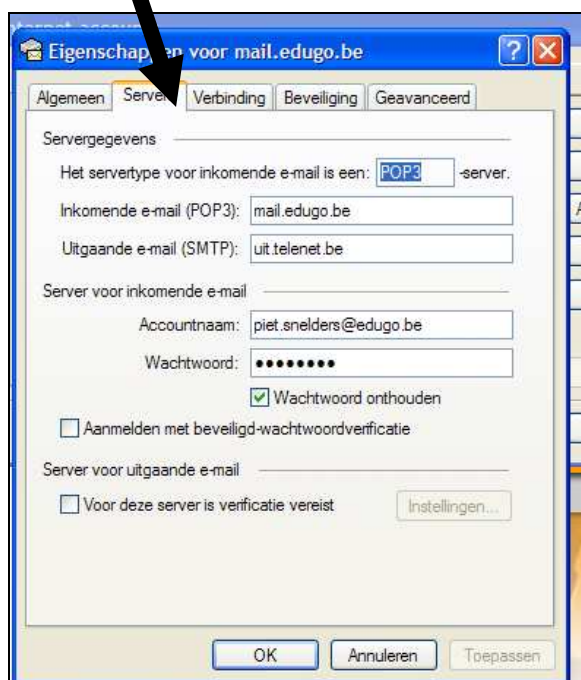 Eigenschappen voor mail.edugo.be
Algemeen Server Verbinding Beveiliging Geavanceerd
Servergegevens
Het servertype voor inkomende e-mail is een: POP3 -server.
Inkomende e-mail (POP3): mail.edugo.be
Uitgaande e-mail (SMTP): uit.telenet.be
Server voor inkomende e-mail
Accountnaam: piet.snelders@edugo.be
Wachtwoord: ●●●●●●●●
Wachtwoord onthouden
Aanmelden met beveiligd-wachtwoordverificatie
Server voor uitgaande e-mail
Voor deze server is verificatie vereist Instellingen...
OK Annuleren Toepassen